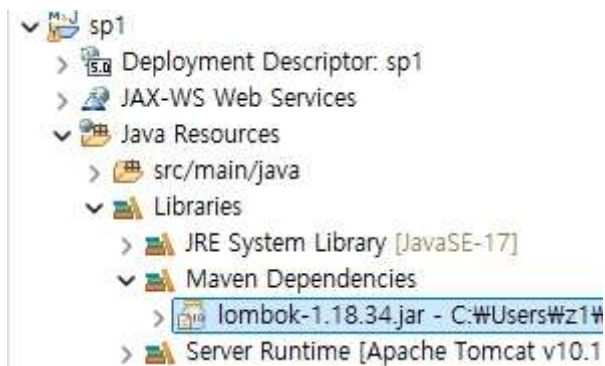 sp1
Deployment Descriptor: sp1
JAX-WS Web Services
Java Resources
src/main/java
Libraries
JRE System Library [JavaSE-17]
Maven Dependencies
lombok-1.18.34.jar - C:₩Users₩z1₩
Server Runtime [Apache Tomcat v10.1